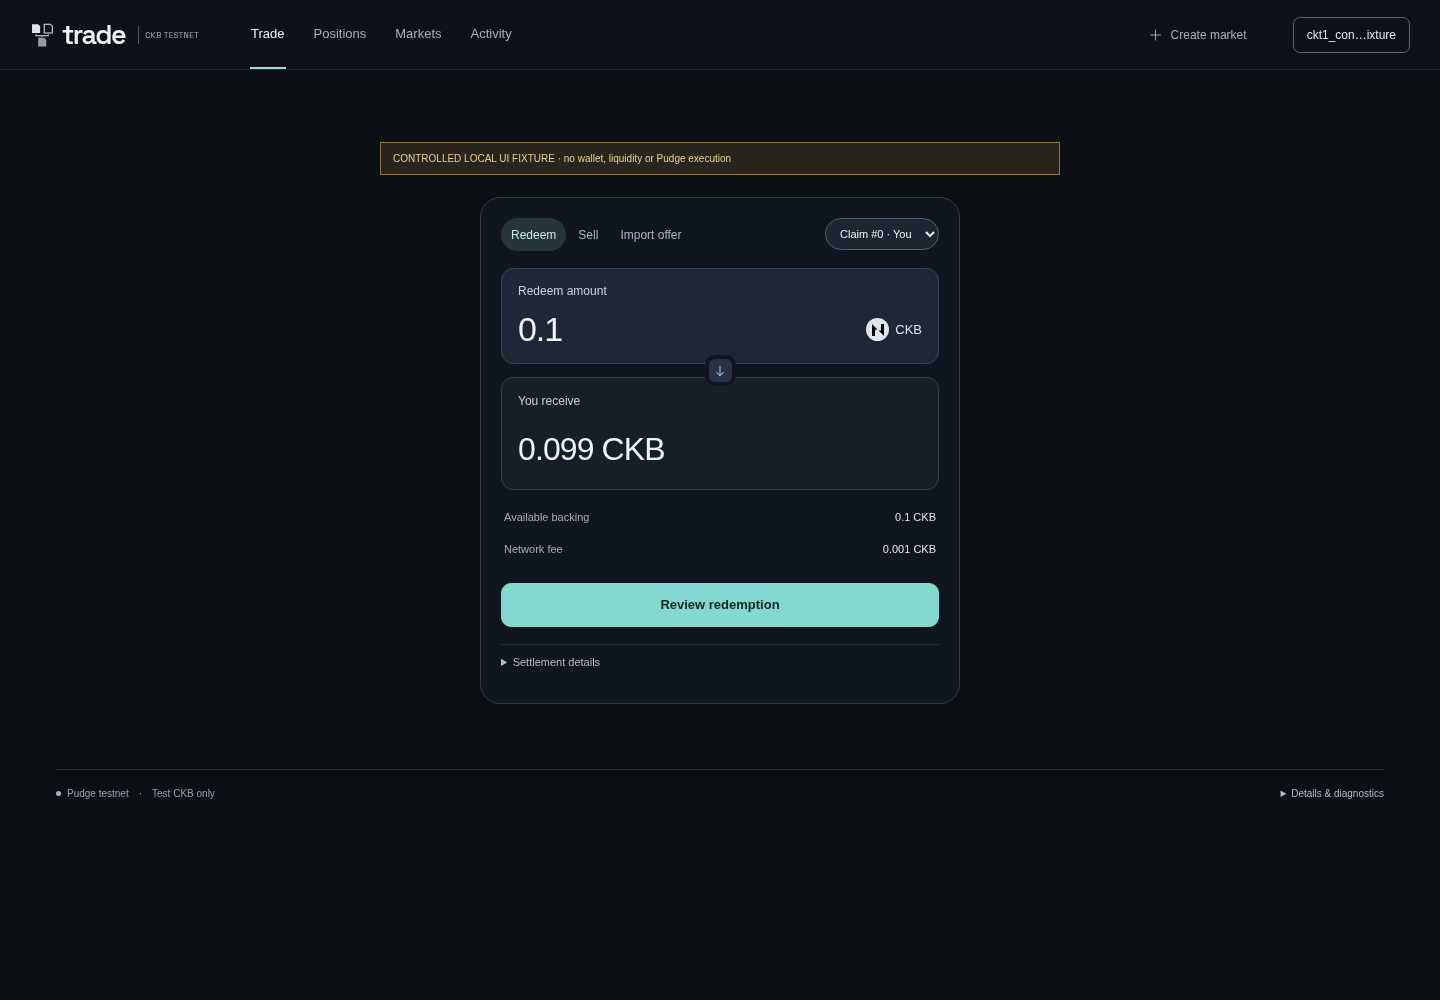 trade
CKB TESTNET
Trade
Positions
Markets
Activity
Create market
ckt1_con…ixture
CONTROLLED LOCAL UI FIXTURE · no wallet, liquidity or Pudge execution
Redeem
Sell
Import offer
Claim #0 · You
Redeem amount
0.1
CKB
You receive
0.099 CKB
Available backing
0.1 CKB
Network fee
0.001 CKB
Review redemption
Settlement details
Pudge testnet · Test CKB only
Details & diagnostics